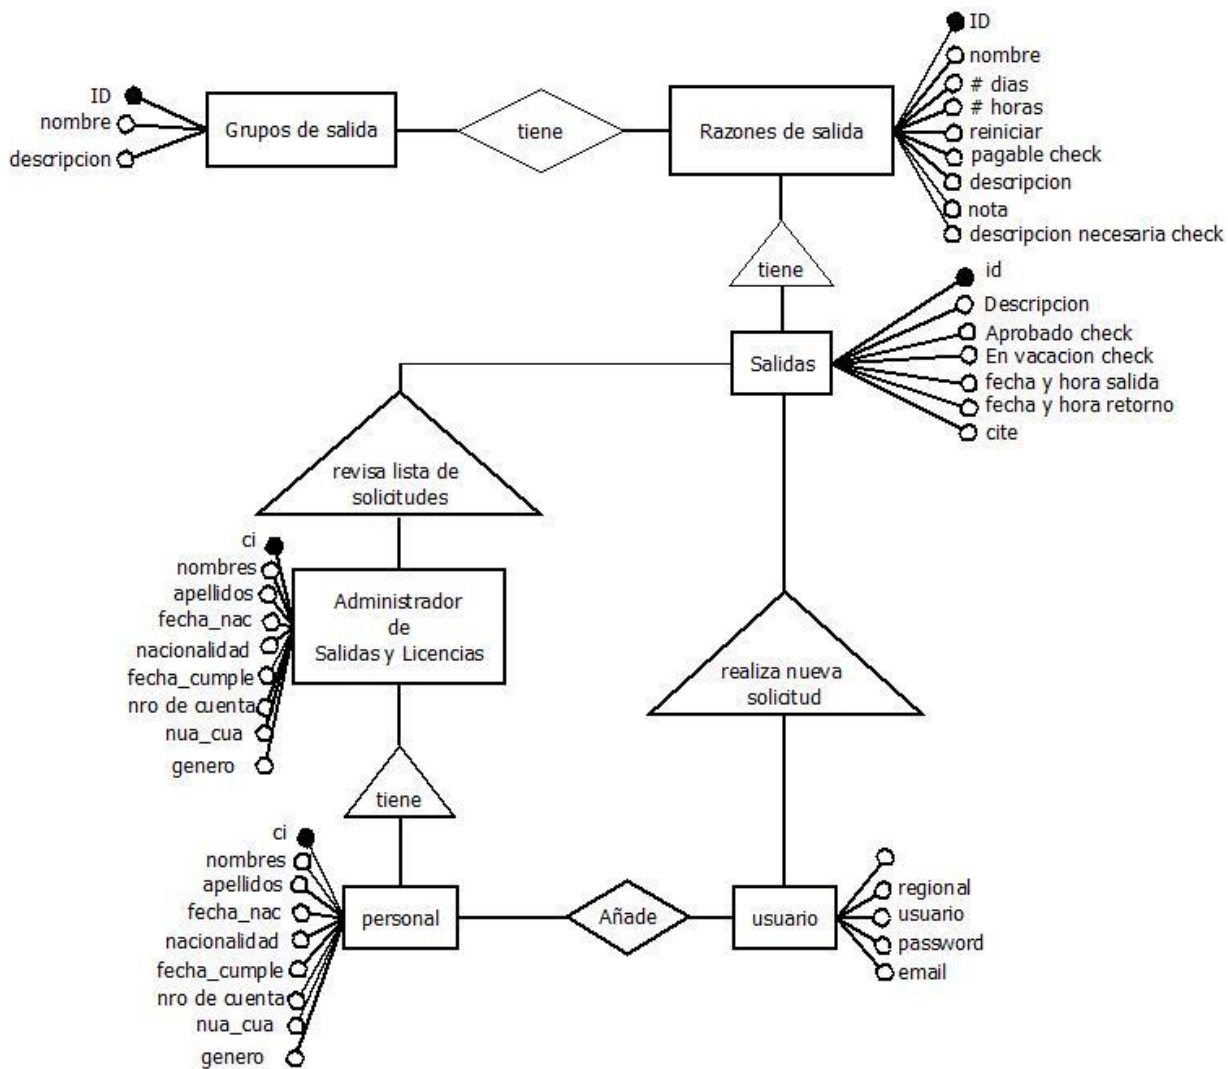 ID
nombre
descripcion
Grupos de salida
tiene
Razones de salida
ID
nombre
# dias
# horas
reiniciar
pagable check
descripcion
nota
descripcion necesaria check
tiene
Salidas
id
Descripcion
Aprobado check
En vacacion check
fecha y hora salida
fecha y hora retorno
cite
revisa lista de
solicitudes
ci
nombres
apellidos
fecha_nac
nacionalidad
fecha_cumple
nro de cuenta
nua_cua
genero
Administrador
de
Salidas y Licencias
realiza nueva
solicitud
tiene
ci
nombres
apellidos
fecha_nac
nacionalidad
fecha_cumple
nro de cuenta
nua_cua
genero
personal
Añade
usuario
regional
usuario
password
email